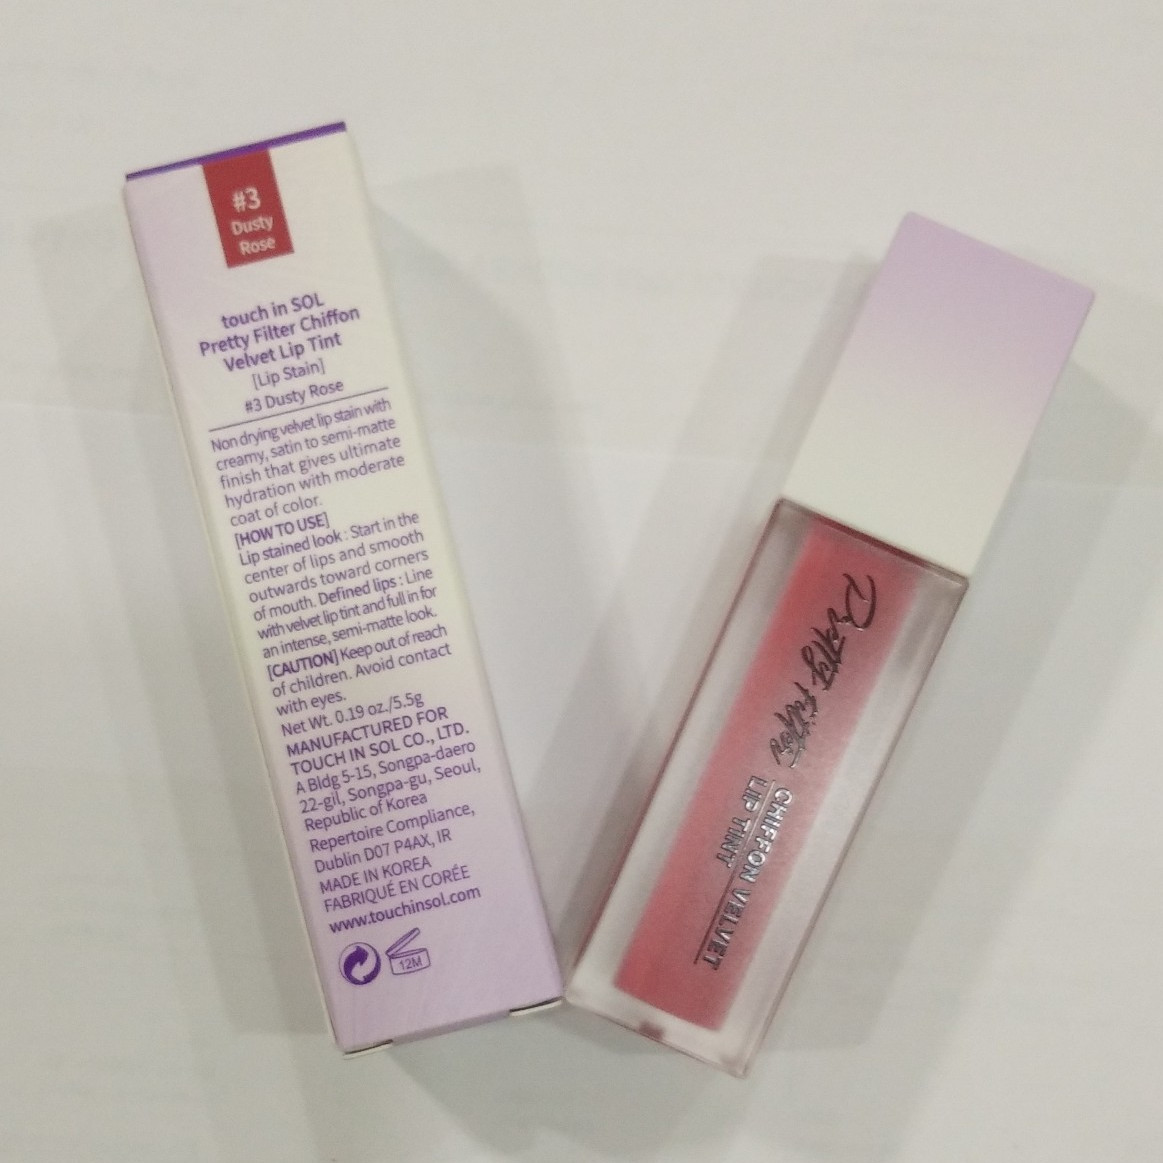 #3
Dusty
Rose
touch in SOL
Pretty Filter Chiffon
Velvet Lip Tint
[Lip Stain]
#3 Dusty Rose
Non drying velvet lip stain with
creamy, satin to semi-matte
finish that gives ultimate
hydration with moderate
coat of color.
[HOW TO USE]
Lip stained look : Start in the
center of lips and smooth
outwards toward corners
of mouth. Defined lips : Line
with velvet lip tint and full in for
an intense, semi-matte look.
[CAUTION] Keep out of reach
of children. Avoid contact
with eyes.
Net Wt. 0.19 oz./5.5g
MANUFACTURED FOR
TOUCH IN SOL CO., LTD.
A Bldg 5-15, Songpa-daero
22-gil, Songpa-gu, Seoul,
Republic of Korea
Repertoire Compliance,
Dublin D07 P4AX, IR
MADE IN KOREA
FABRIQUÉ EN CORÉE
www.touchinsol.com
12M
Pretty filter
CHIFFON VELVET
LIP TINT